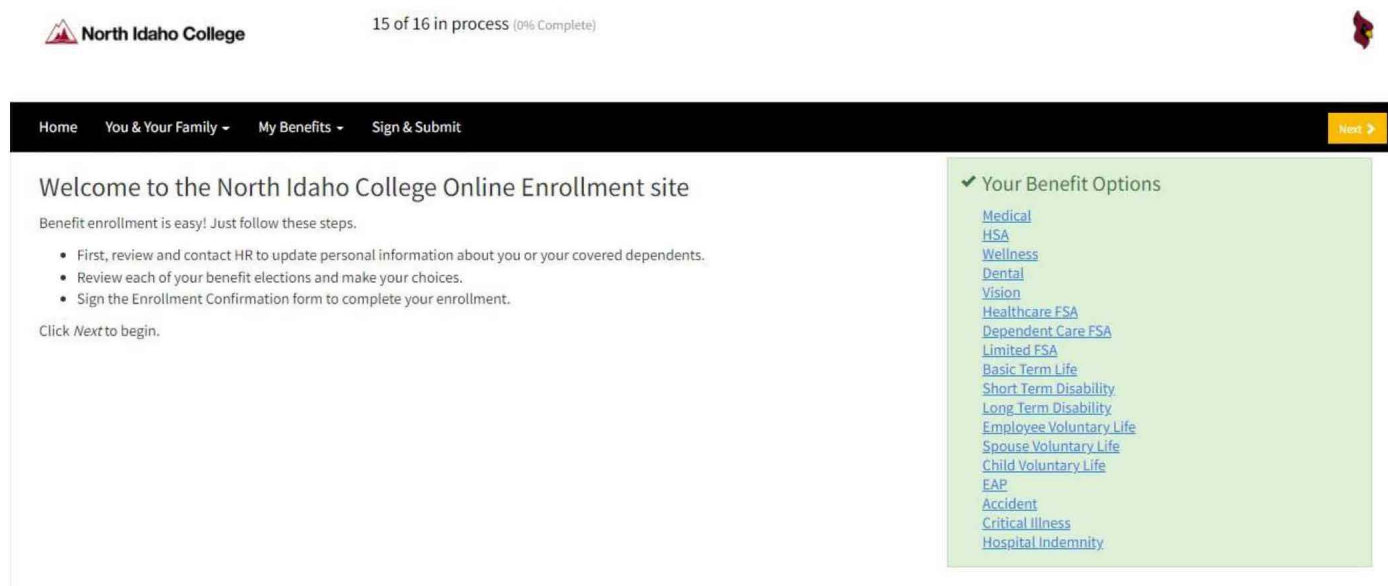 North Idaho College
15 of 16 in process (0% Complete)
Home You & Your Family My Benefits Sign & Submit Next
Welcome to the North Idaho College Online Enrollment site
Benefit enrollment is easy! Just follow these steps.
• First, review and contact HR to update personal information about you or your covered dependents.
• Review each of your benefit elections and make your choices.
• Sign the Enrollment Confirmation form to complete your enrollment.
Click Next to begin.
Your Benefit Options
Medical
HSA
Wellness
Dental
Vision
Healthcare FSA
Dependent Care FSA
Limited FSA
Basic Term Life
Short Term Disability
Long Term Disability
Employee Voluntary Life
Spouse Voluntary Life
Child Voluntary Life
EAP
Accident
Critical Illness
Hospital Indemnity